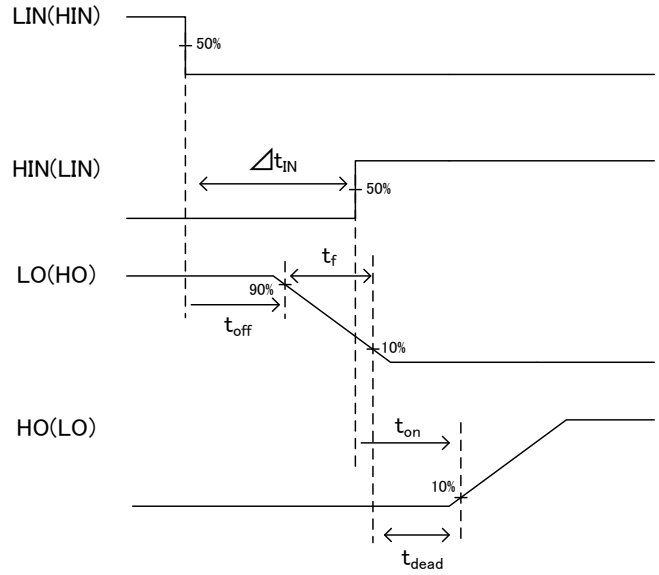 LIN(HIN)
50%
⊿tIN
HIN(LIN)
50%
LO(HO)
tf
90%
toff
10%
HO(LO)
ton
10%
tdead